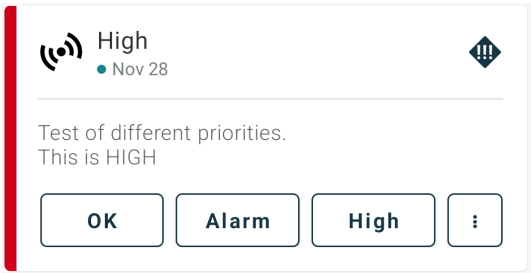 High
Nov 28
!!!
Test of different priorities.
This is HIGH
OK
Alarm
High